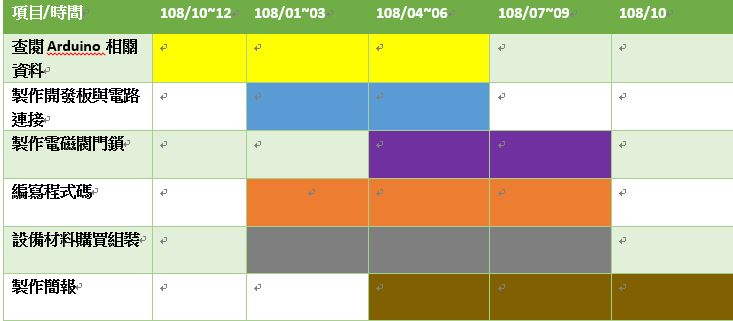 項目/時間 108/10~12 108/01~03 108/04~06 108/07~09 108/10
查閱 Arduino 相關
資料
製作開發板與電路
連接
製作電磁閥門鎖
編寫程式碼
設備材料購買組裝
製作簡報